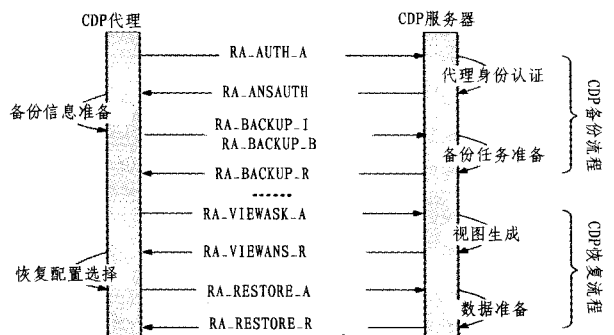 CDP代理
CDP服务器
RA_AUTH_A
代理身份认证
RA_ANSAUTH
备份信息准备
RA_BACKUP_I
RA_BACKUP_B
备份任务准备
RA_BACKUP_R
CDP备份流程
......
RA_VIEWASK_A
视图生成
RA_VIEWANS_R
恢复配置选择
RA_RESTORE_A
数据准备
RA_RESTORE_R
CDP恢复流程